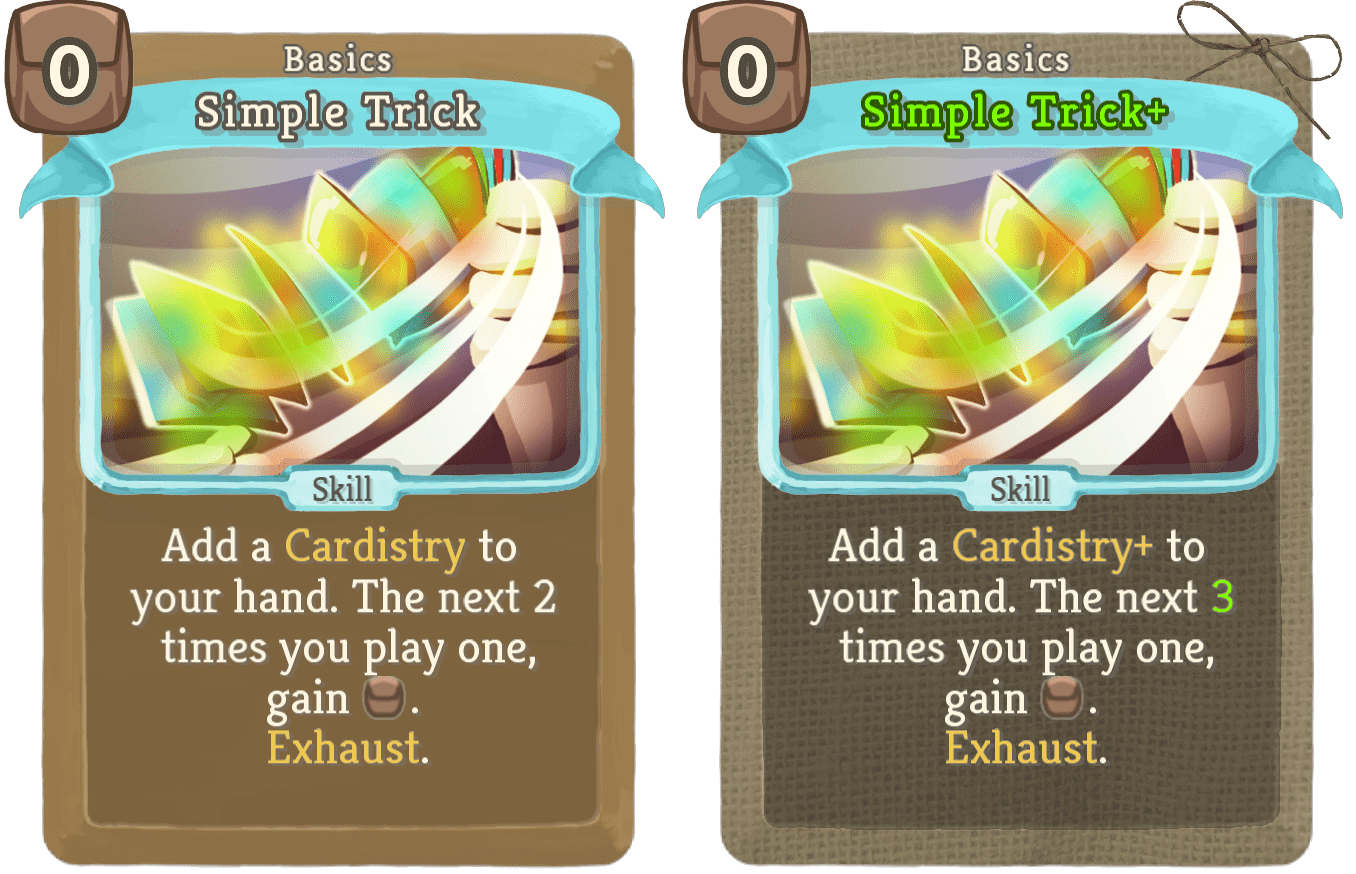 0
Basics
Simple Trick
Skill
Add a Cardistry to
your hand. The next 2
times you play one,
gain .
Exhaust.
0
Basics
Simple Trick+
Skill
Add a Cardistry+ to
your hand. The next 3
times you play one,
gain .
Exhaust.